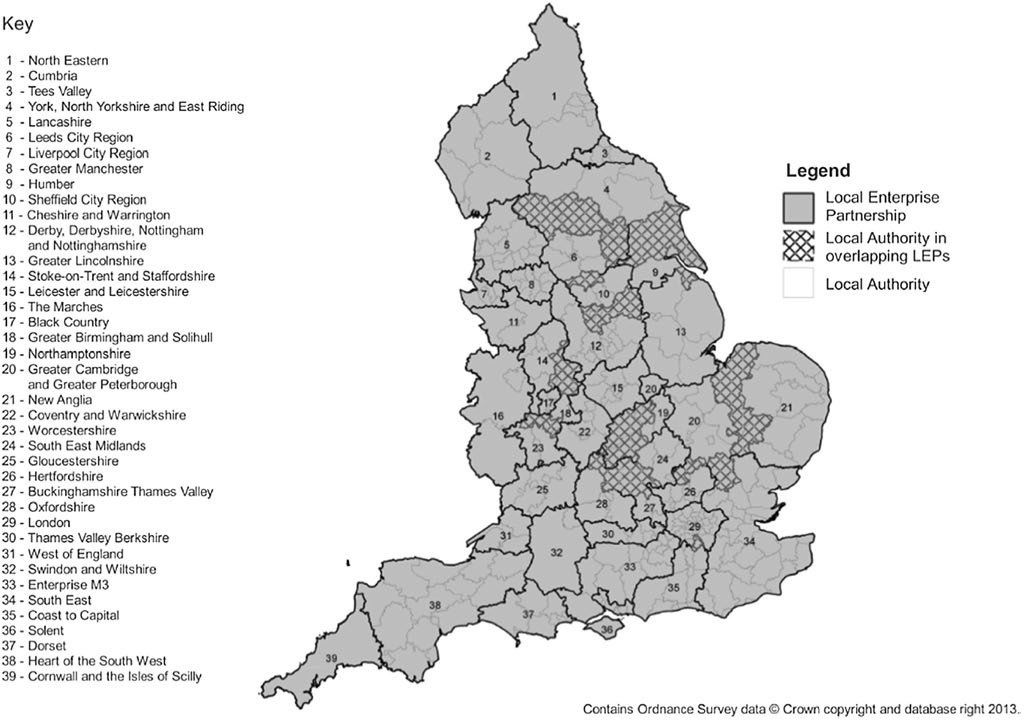 Key
1 - North Eastern
2 - Cumbria
3 - Tees Valley
4 - York, North Yorkshire and East Riding
5 - Lancashire
6 - Leeds City Region
7 - Liverpool City Region
8 - Greater Manchester
9 - Humber
10 - Sheffield City Region
11 - Cheshire and Warrington
12 - Derby, Derbyshire, Nottingham
and Nottinghamshire
13 - Greater Lincolnshire
14 - Stoke-on-Trent and Staffordshire
15 - Leicester and Leicestershire
16 - The Marches
17 - Black Country
18 - Greater Birmingham and Solihull
19 - Northamptonshire
20 - Greater Cambridge
and Greater Peterborough
21 - New Anglia
22 - Coventry and Warwickshire
23 - Worcestershire
24 - South East Midlands
25 - Gloucestershire
26 - Hertfordshire
27 - Buckinghamshire Thames Valley
28 - Oxfordshire
29 - London
30 - Thames Valley Berkshire
31 - West of England
32 - Swindon and Wiltshire
33 - Enterprise M3
34 - South East
35 - Coast to Capital
36 - Solent
37 - Dorset
38 - Heart of the South West
39 - Cornwall and the Isles of Scilly
1
2
3
4
5
6
7
8
9
10
11
12
13
14
15
20
16
17
18
19
20
21
22
23
24
25
26
27
28
29
30
31
32
33
34
35
36
37
38
39
Legend
Local Enterprise
Partnership
Local Authority in
overlapping LEPs
Local Authority
Contains Ordnance Survey data © Crown copyright and database right 2013.